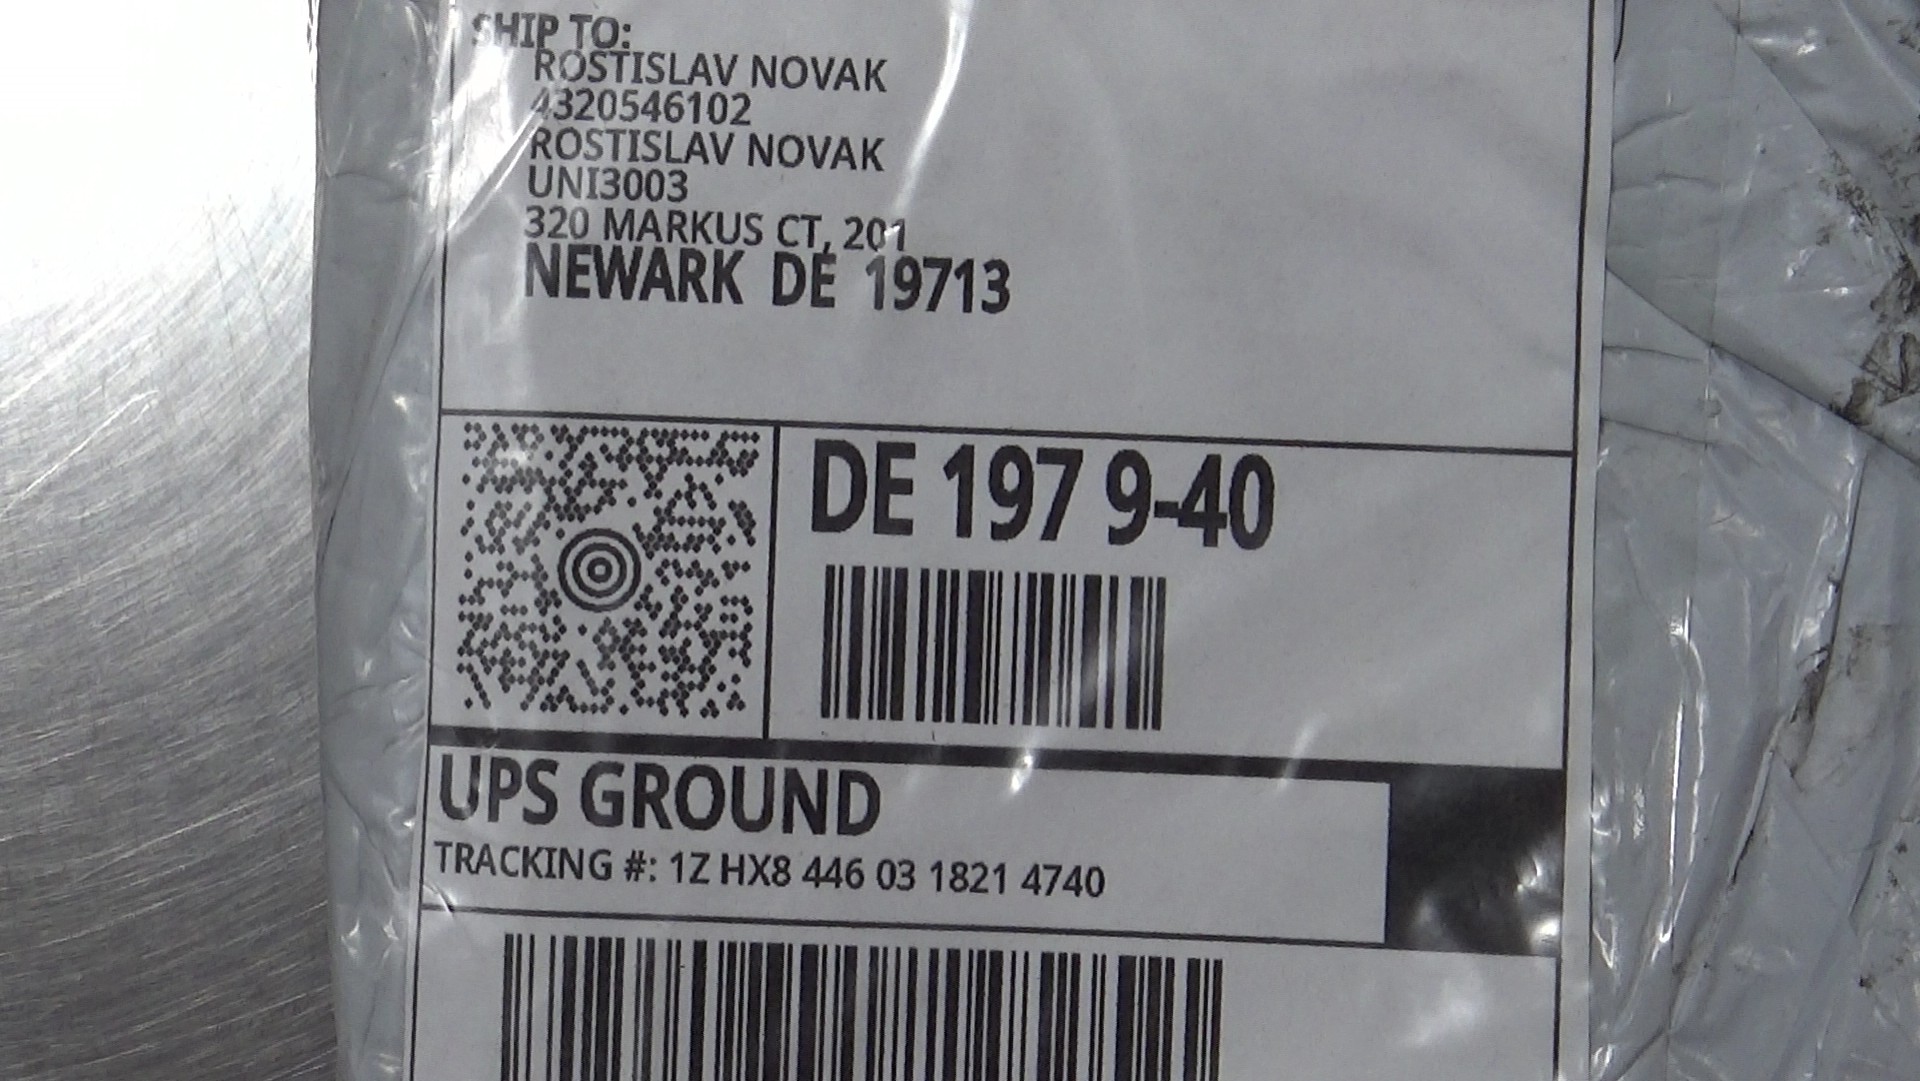 SHIP TO:
ROSTISLAV NOVAK
4320546102
ROSTISLAV NOVAK
UNI3003
320 MARKUS CT, 201
NEWARK DE 19713
DE 197 9-40
UPS GROUND
TRACKING #: 1Z HX8 446 03 1821 4740